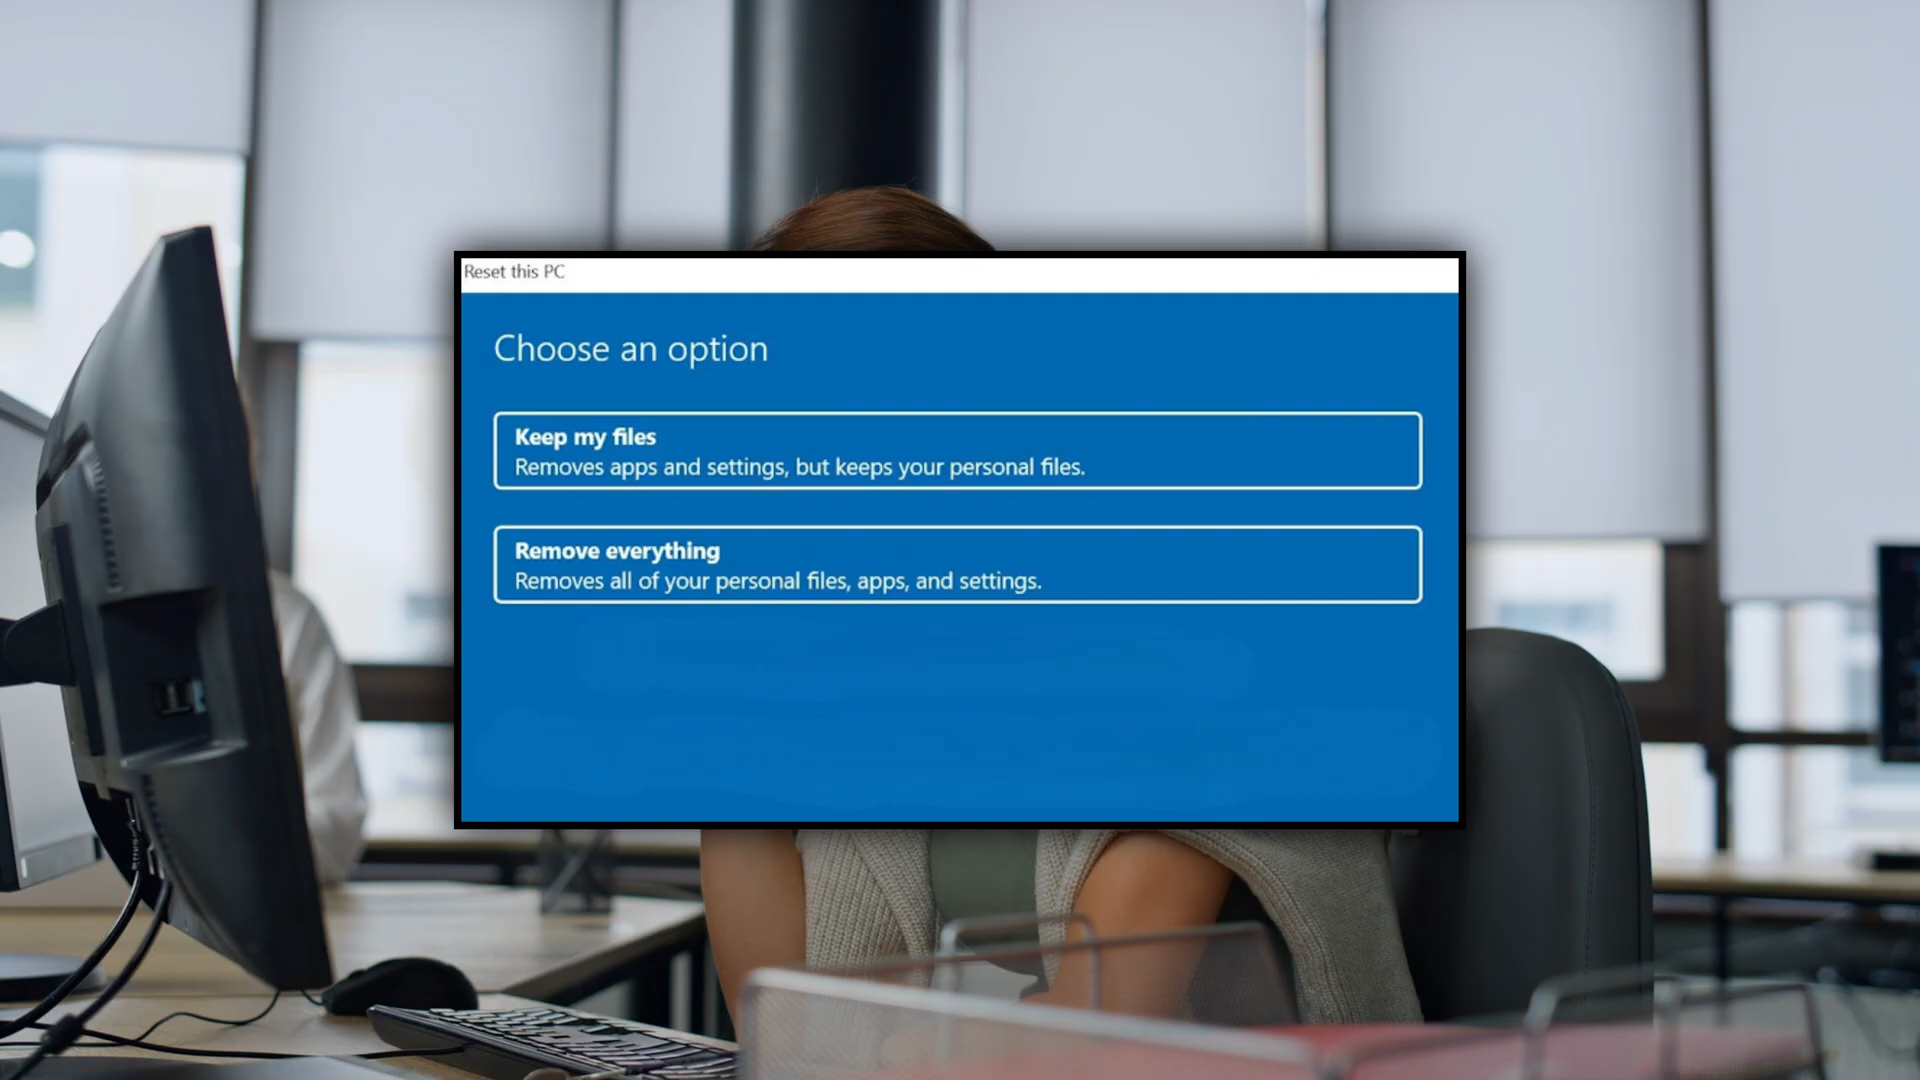 Reset this PC
Choose an option
Keep my files
Removes apps and settings, but keeps your personal files.
Remove everything
Removes all of your personal files, apps, and settings.